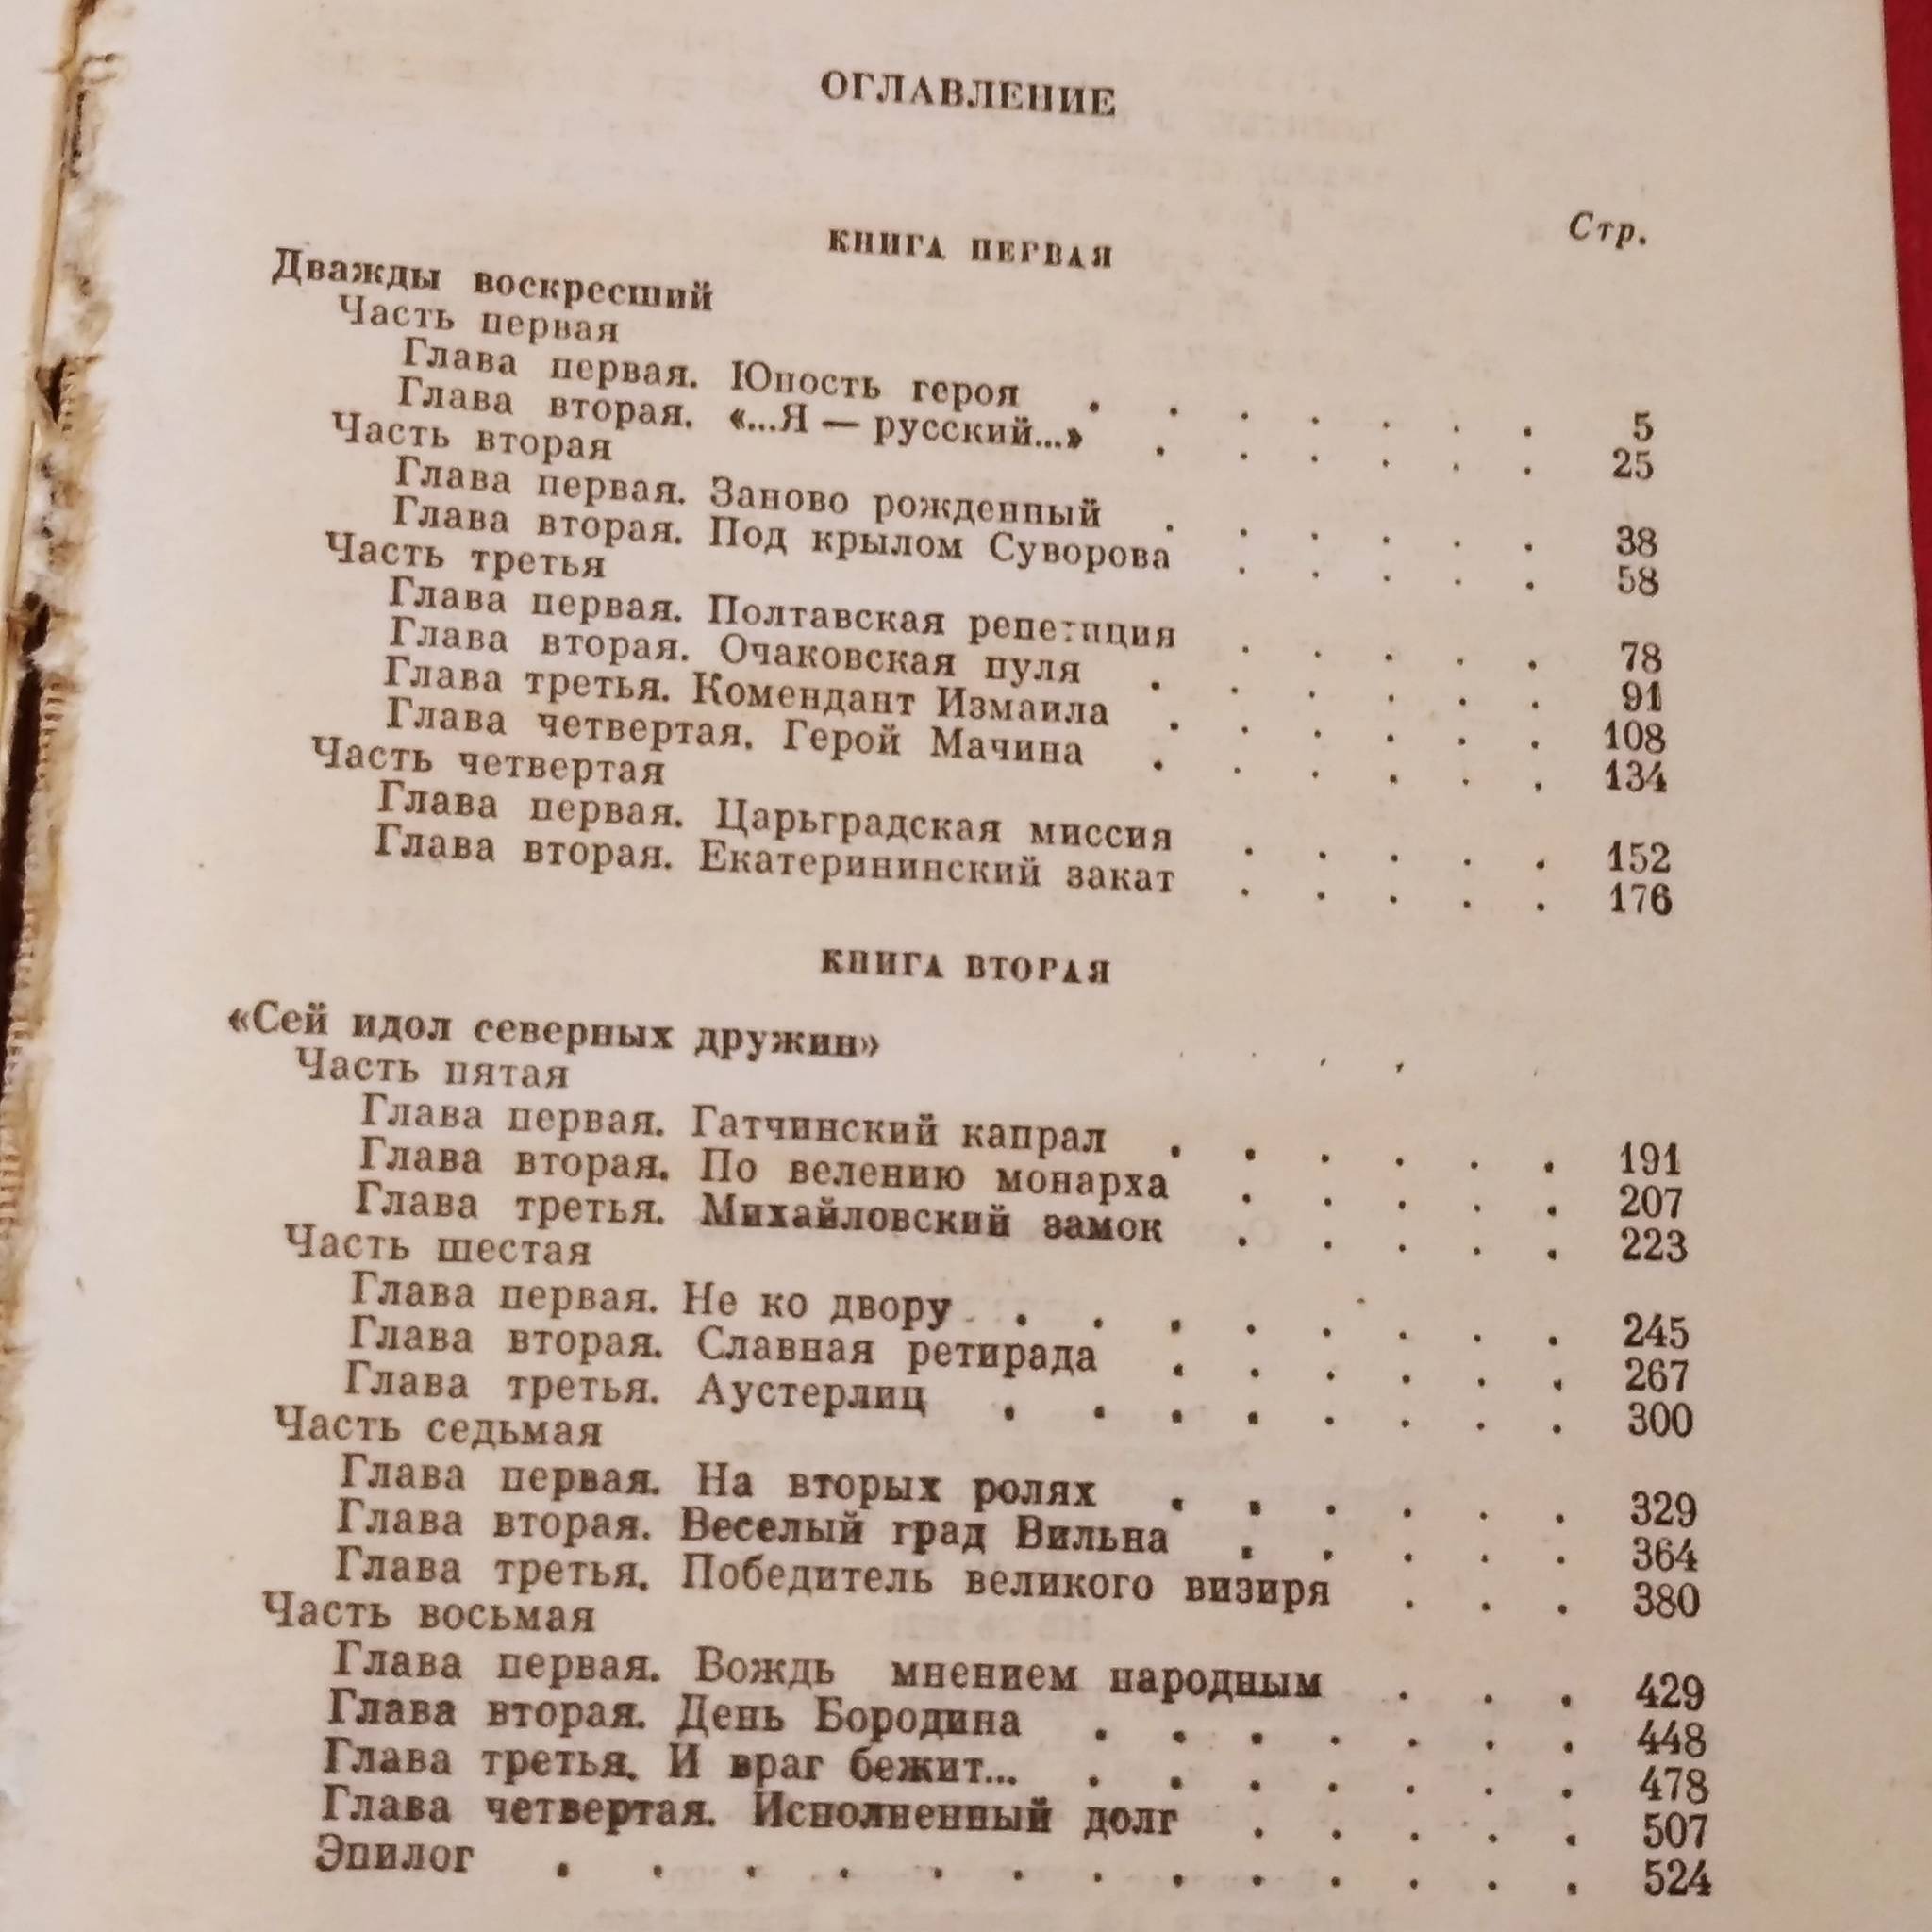 ОГЛАВЛЕНИЕ
Стр.
КНИГА ПЕРВАЯ
Дважды воскресший
Часть первая
Глава первая. Юность героя . . . . . . . 5
Глава вторая. «...Я — русский...» . . . . . . 25
Часть вторая
Глава первая. Заново рожденный . . . . . . 38
Глава вторая. Под крылом Суворова . . . . . 58
Часть третья
Глава первая. Полтавская репетиция . . . . . 78
Глава вторая. Очаковская пуля . . . . . . 91
Глава третья. Комендант Измаила . . . . . . 108
Глава четвертая. Герой Мачина . . . . . . 134
Часть четвертая
Глава первая. Царьградская миссия . . . . . 152
Глава вторая. Екатерининский закат . . . . . 176
КНИГА ВТОРАЯ
«Сей идол северных дружин»
Часть пятая
Глава первая. Гатчинский капрал . . . . . . 191
Глава вторая. По велению монарха . . . . . 207
Глава третья. Михайловский замок . . . . . 223
Часть шестая
Глава первая. Не ко двору . . . . . . . . 245
Глава вторая. Славная ретирада . . . . . . 267
Глава третья. Аустерлиц . . . . . . . . 300
Часть седьмая
Глава первая. На вторых ролях . . . . . . 329
Глава вторая. Веселый град Вильна . . . . . 364
Глава третья. Победитель великого визиря . . . 380
Часть восьмая
Глава первая. Вождь мнением народным . . . 429
Глава вторая. День Бородина . . . . . . . 448
Глава третья. И враг бежит... . . . . . . . 478
Глава четвертая. Исполненный долг . . . . . 507
Эпилог . . . . . . . . . . . . . 524